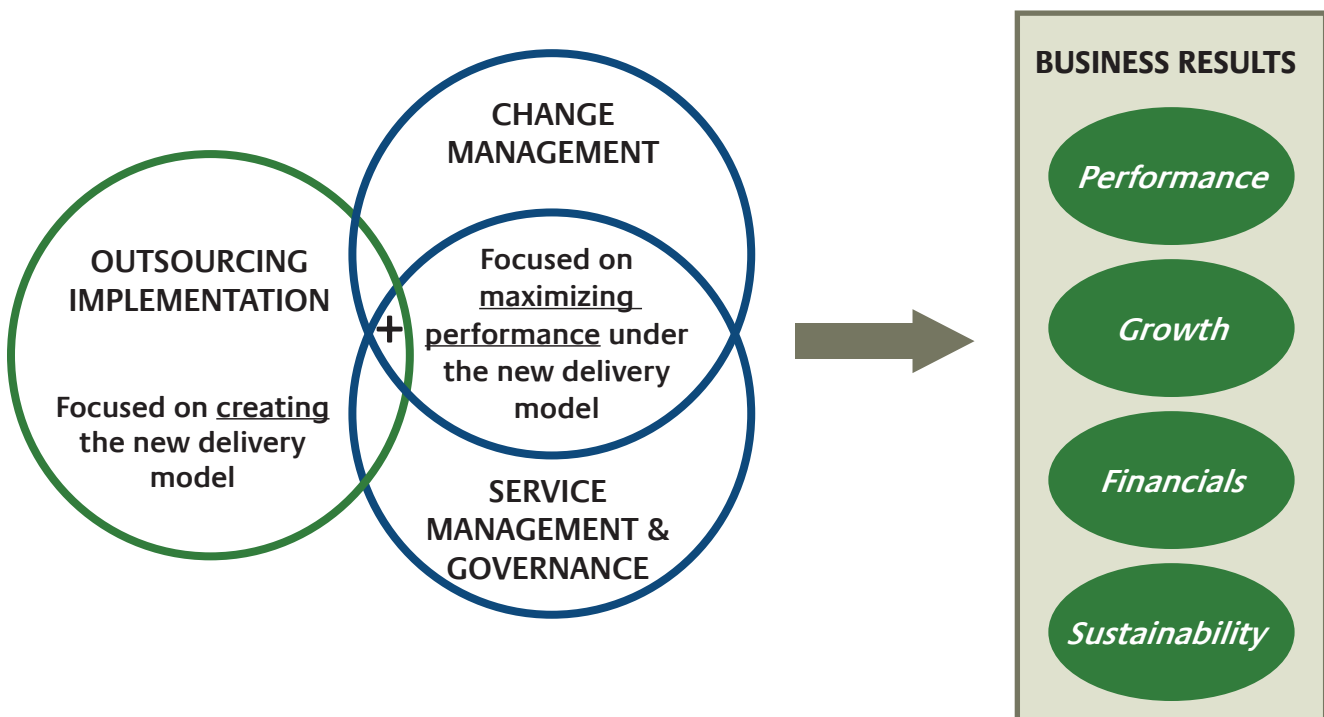 OUTSOURCING
IMPLEMENTATION
Focused on creating
the new delivery
model
+
CHANGE
MANAGEMENT
Focused on
maximizing
performance under
the new delivery
model
SERVICE
MANAGEMENT &
GOVERNANCE
BUSINESS RESULTS
Performance
Growth
Financials
Sustainability